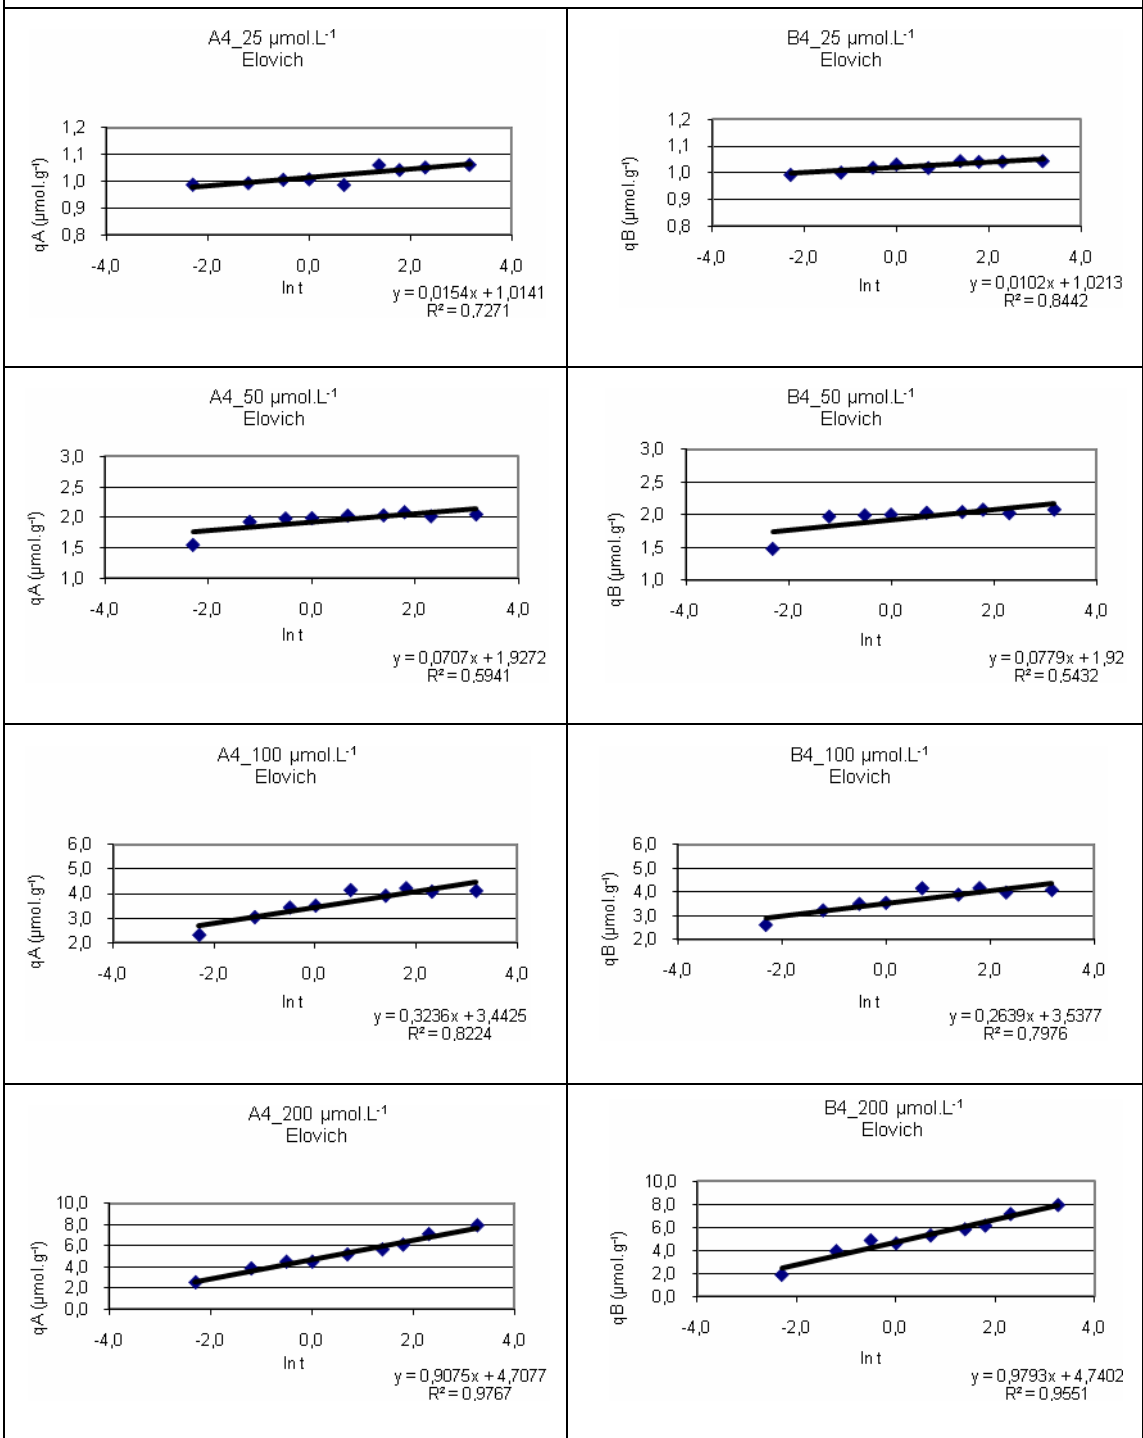 A4_25 µmol.L⁻¹
Elovich
1,2
1,1
1,0
0,9
0,8
qA (µmol.g⁻¹)
-4,0 -2,0 0,0 2,0 4,0
ln t
y = 0,0154x + 1,0141
R² = 0,7271
B4_25 µmol.L⁻¹
Elovich
1,2
1,1
1,0
0,9
0,8
qB (µmol.g⁻¹)
-4,0 -2,0 0,0 2,0 4,0
ln t
y = 0,0102x + 1,0213
R² = 0,8442
A4_50 µmol.L⁻¹
Elovich
3,0
2,5
2,0
1,5
1,0
qA (µmol.g⁻¹)
-4,0 -2,0 0,0 2,0 4,0
ln t
y = 0,0707x + 1,9272
R² = 0,5941
B4_50 µmol.L⁻¹
Elovich
3,0
2,5
2,0
1,5
1,0
qB (µmol.g⁻¹)
-4,0 -2,0 0,0 2,0 4,0
ln t
y = 0,0779x + 1,92
R² = 0,5432
A4_100 µmol.L⁻¹
Elovich
6,0
5,0
4,0
3,0
2,0
qA (µmol.g⁻¹)
-4,0 -2,0 0,0 2,0 4,0
ln t
y = 0,3236x + 3,4425
R² = 0,8224
B4_100 µmol.L⁻¹
Elovich
6,0
5,0
4,0
3,0
2,0
qB (µmol.g⁻¹)
-4,0 -2,0 0,0 2,0 4,0
ln t
y = 0,2639x + 3,5377
R² = 0,7976
A4_200 µmol.L⁻¹
Elovich
10,0
8,0
6,0
4,0
2,0
0,0
qA (µmol.g⁻¹)
-4,0 -2,0 0,0 2,0 4,0
ln t
y = 0,9075x + 4,7077
R² = 0,9767
B4_200 µmol.L⁻¹
Elovich
10,0
8,0
6,0
4,0
2,0
0,0
qB (µmol.g⁻¹)
-4,0 -2,0 0,0 2,0 4,0
ln t
y = 0,9793x + 4,7402
R² = 0,9551